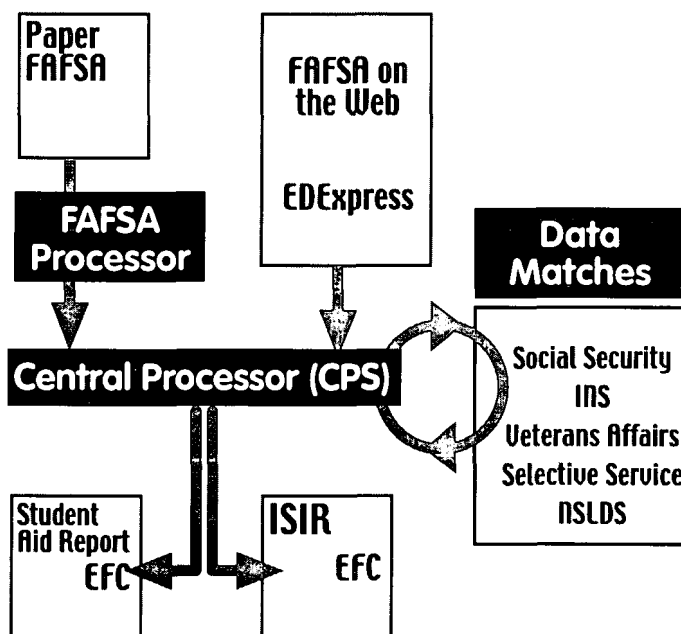 Paper
FAFSA
FAFSA on
the Web
EDExpress
FAFSA
Processor
Data
Matches
Central Processor (CPS)
Social Security
INS
Veterans Affairs
Selective Service
NSLDS
Student
Aid Report
EFC
ISIR
EFC